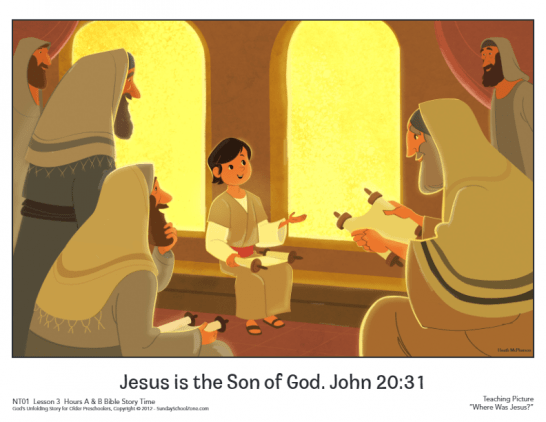 Jesus is the Son of God. John 20:31
NT01 Lesson 3 Hours A & B Bible Story Time
God's Unfolding Story for Older Preschoolers, Copyright © 2017 - SundaySchoolZone.com
Teaching Picture
"Where Was Jesus?"